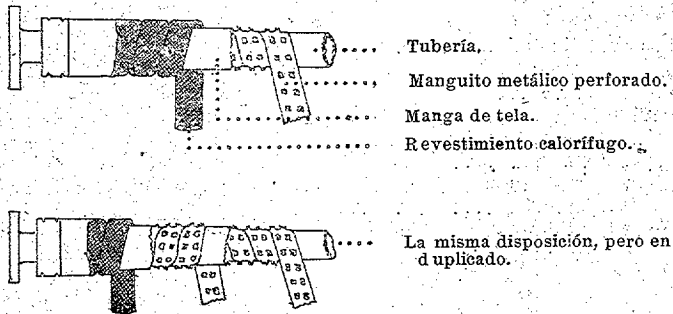 Tubería.
Manguito metálico perforado.
Manga de tela.
Revestimiento calorífugo.
La misma disposición, pero en
duplicado.